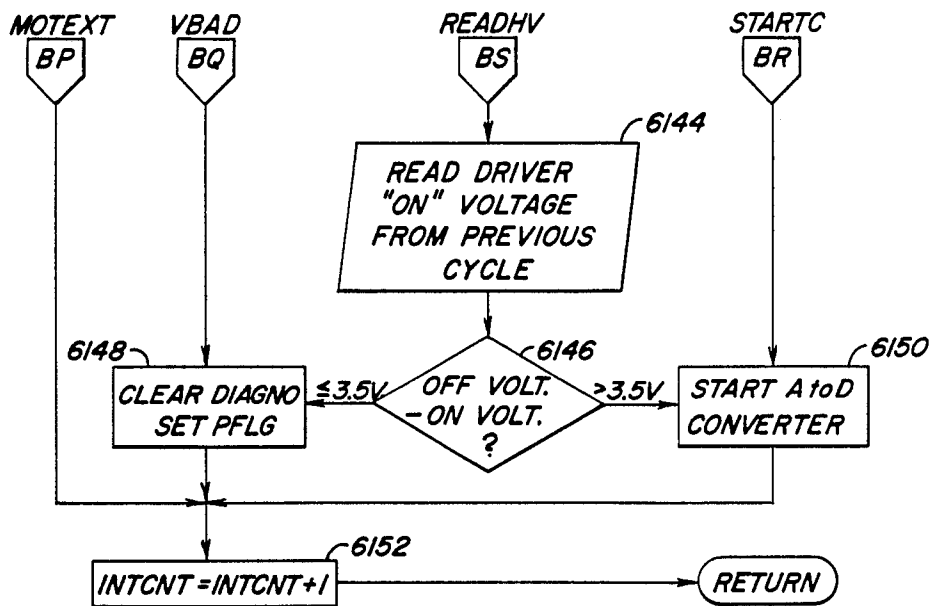 MOTEXT
VBAD
READHV
STARTC
BP
BQ
BS
BR
6144
READ DRIVER
"ON" VOLTAGE
FROM PREVIOUS
CYCLE
6148
6146
6150
CLEAR DIAGNO
SET PFLG
≤3.5V
OFF VOLT.
-ON VOLT.
?
>3.5V
START A to D
CONVERTER
6152
INTCNT=INTCNT+1
RETURN